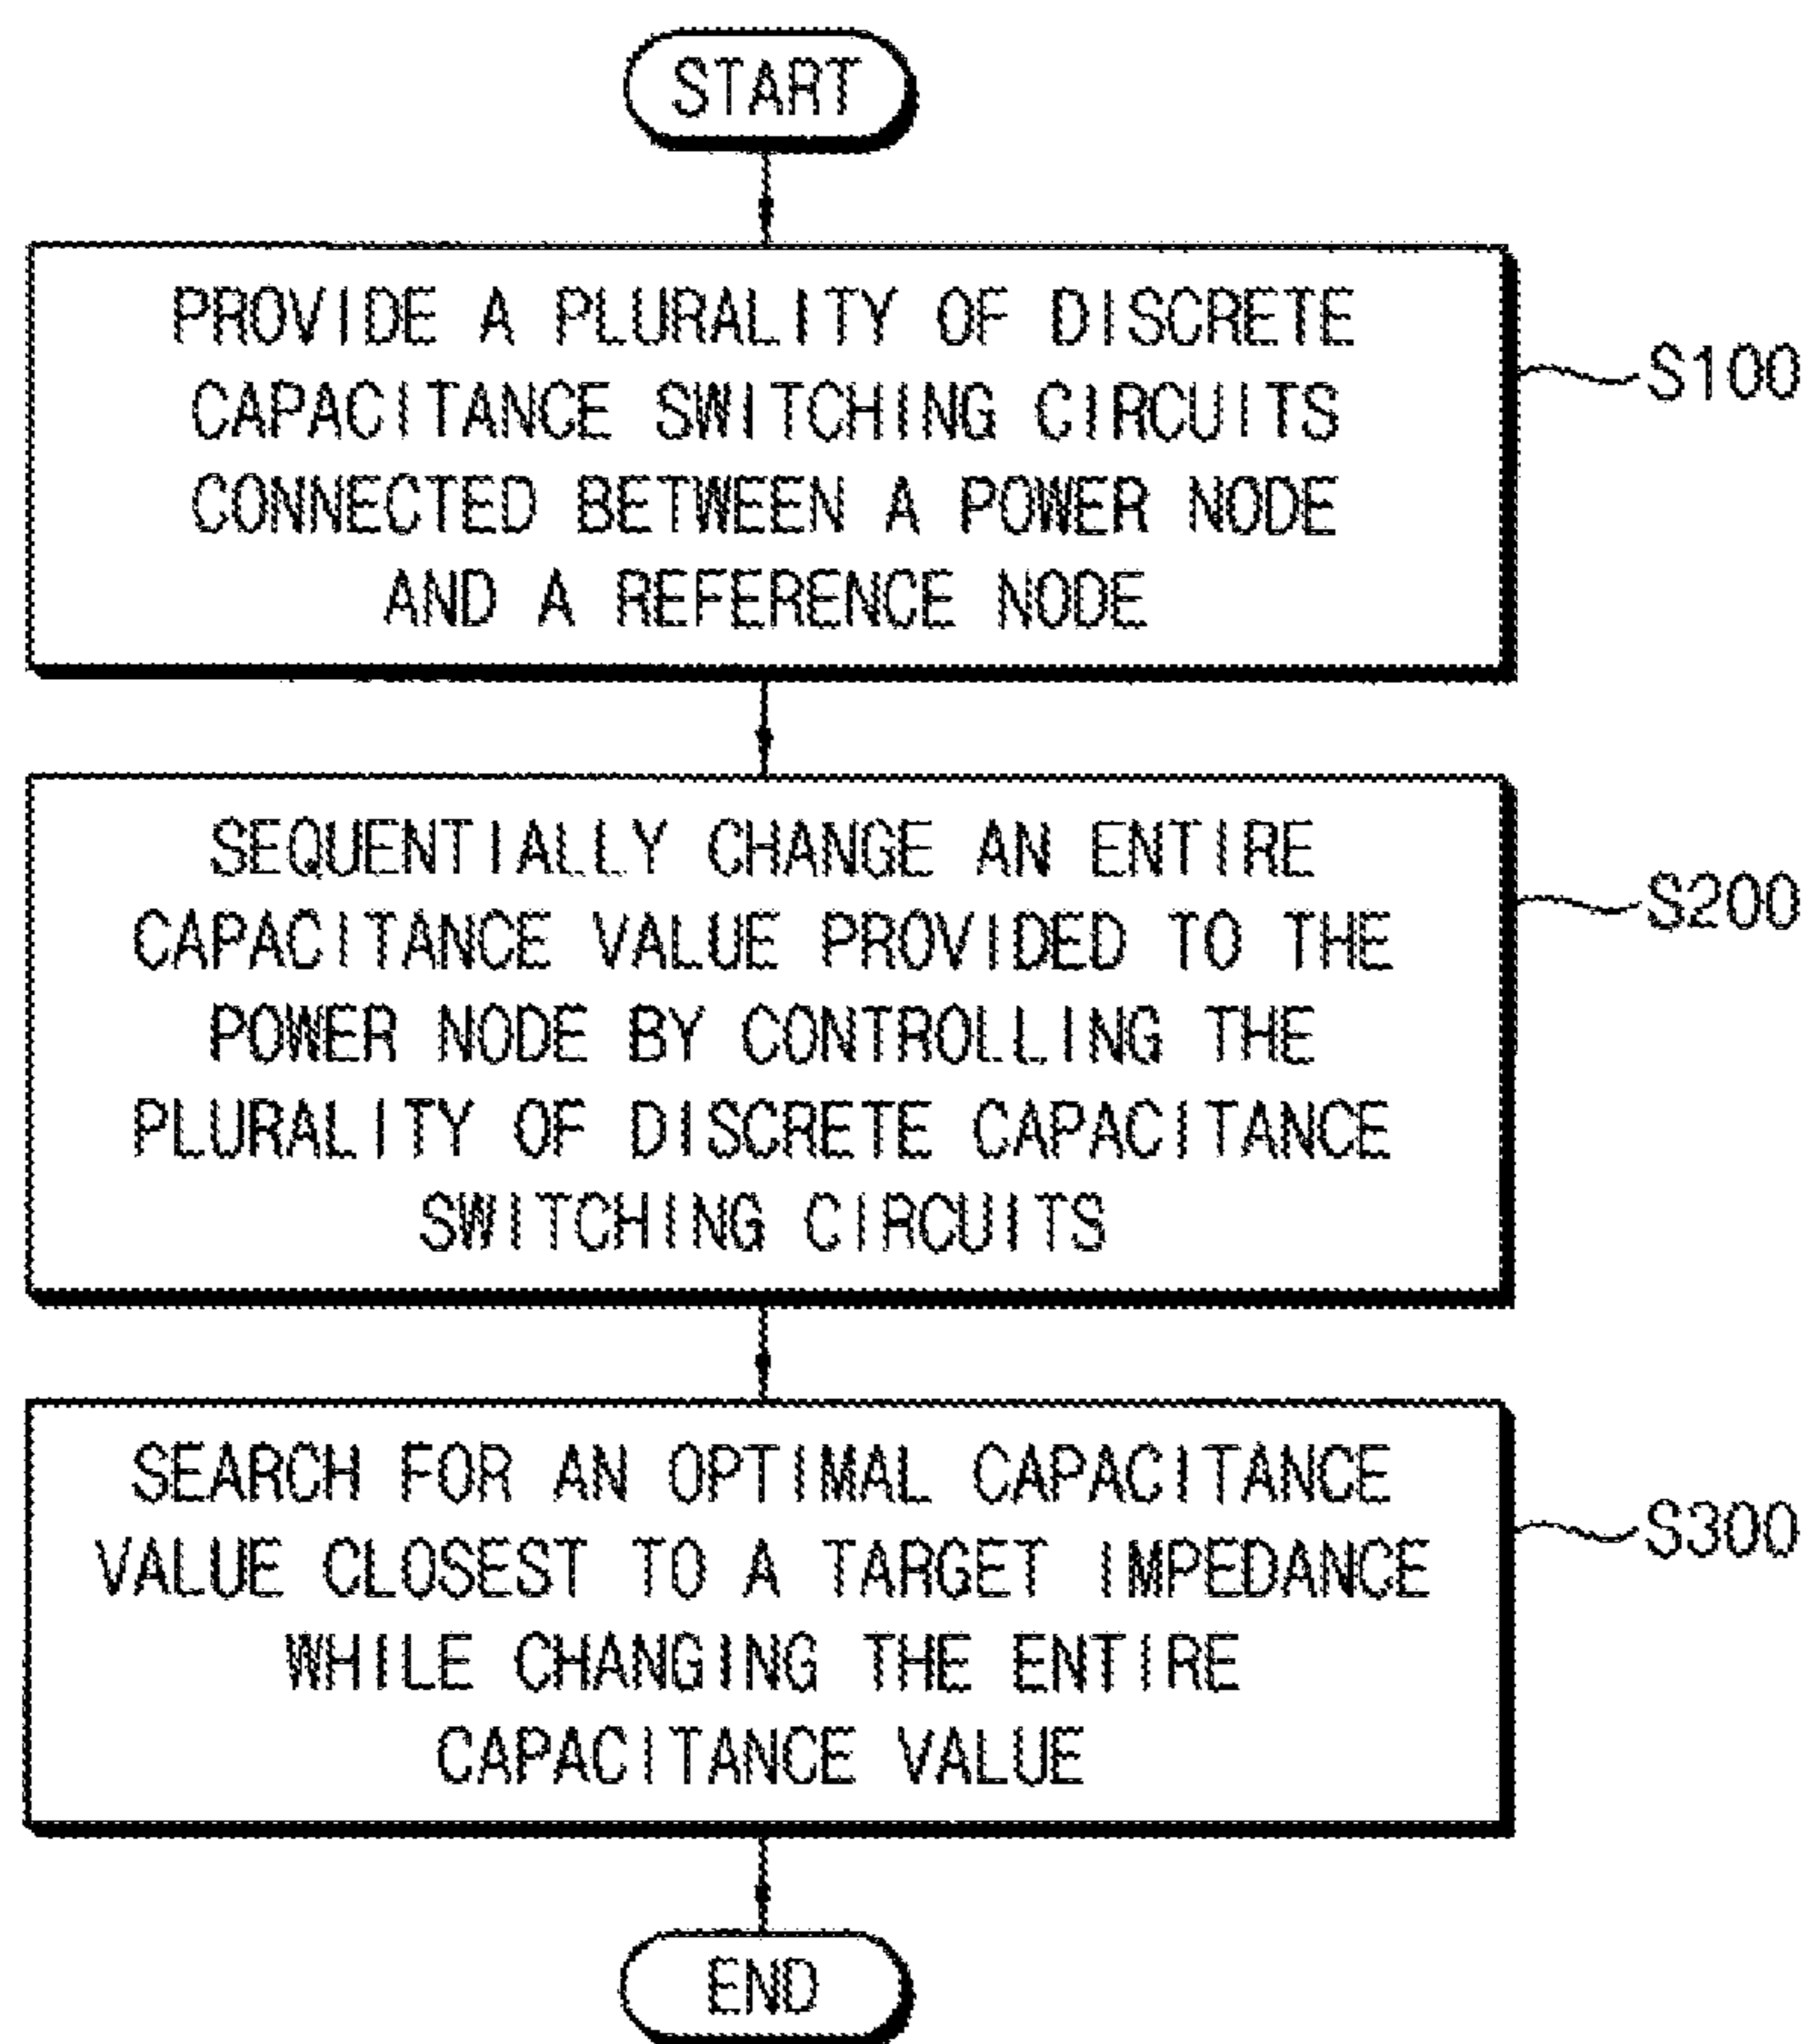 START
PROVIDE A PLURALITY OF DISCRETE
CAPACITANCE SWITCHING CIRCUITS
CONNECTED BETWEEN A POWER NODE
AND A REFERENCE NODE
S100
SEQUENTIALLY CHANGE AN ENTIRE
CAPACITANCE VALUE PROVIDED TO THE
POWER NODE BY CONTROLLING THE
PLURALITY OF DISCRETE CAPACITANCE
SWITCHING CIRCUITS
S200
SEARCH FOR AN OPTIMAL CAPACITANCE
VALUE CLOSEST TO A TARGET IMPEDANCE
WHILE CHANGING THE ENTIRE
CAPACITANCE VALUE
S300
END